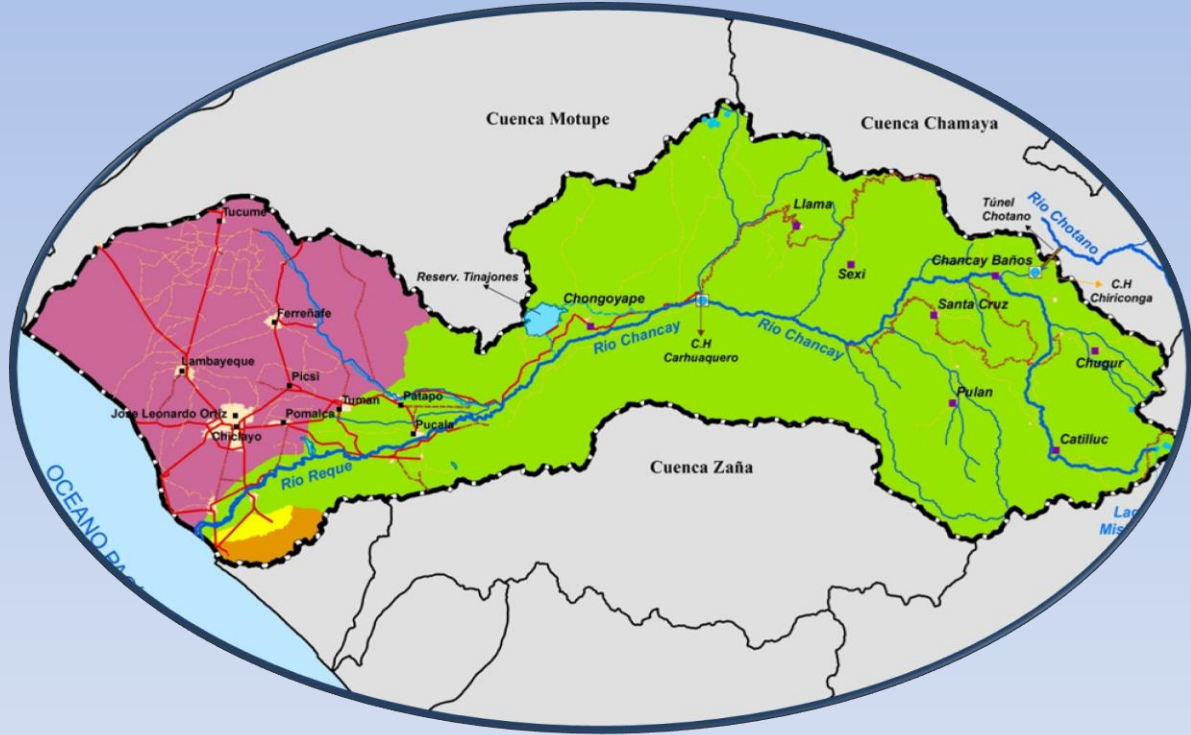 Cuenca Motupe
Cuenca Chamaya
Tucume
Llama
Túnel
Chotano
Río Chotano
Reserv. Tinajones
Sexi
Chancay Baños
Chongoyape
C.H
Chiriconga
Ferreñafe
Santa Cruz
Río Chancay
Río Chancay
C.H
Carhuaquero
Lambayeque
Chugur
Picsi
Pulan
Tuman
Patapo
Jose Leonardo Ortiz
Pomalca
Chiclayo
Pucala
Catilluc
Río Reque
Cuenca Zaña
OCEANO
Lag
Mis